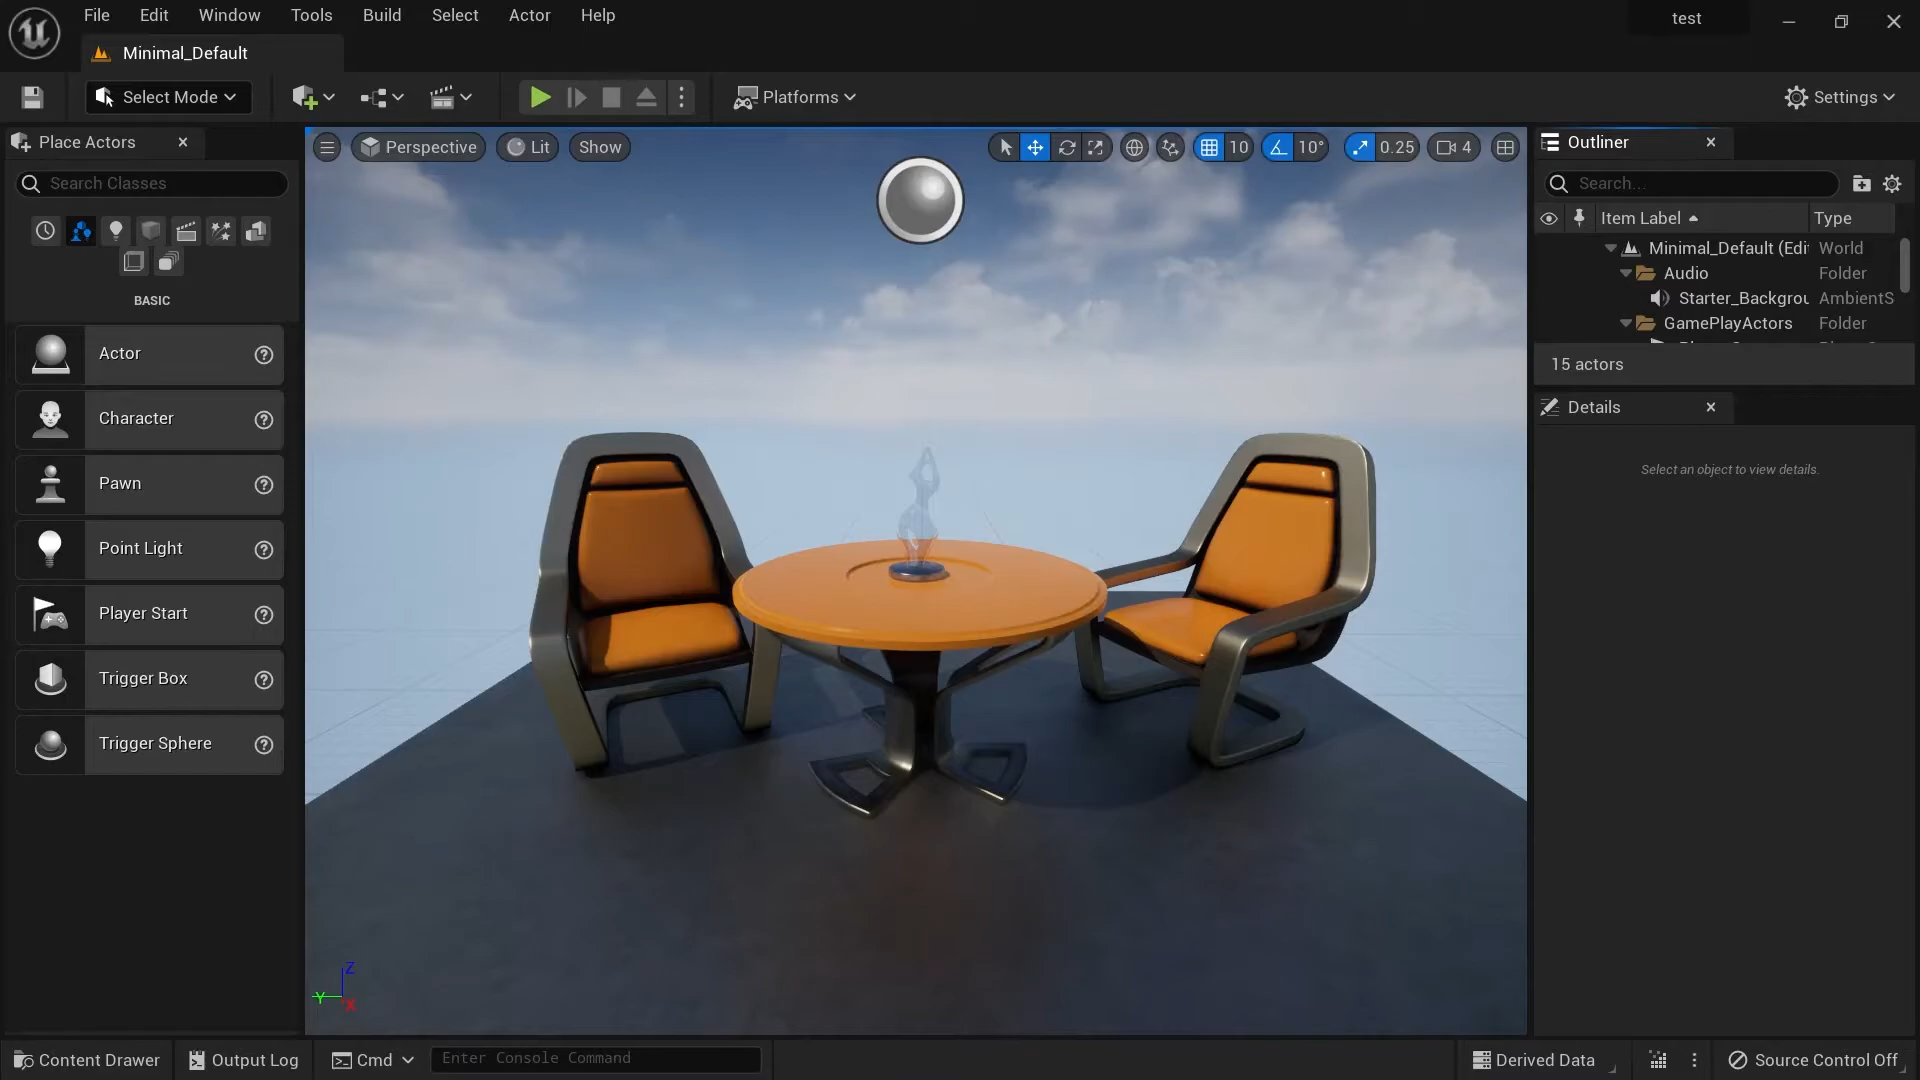 File Edit Window Tools Build Select Actor Help
test
Minimal_Default
Select Mode
Platforms
Settings
Place Actors
Search Classes
BASIC
Actor
Character
Pawn
Point Light
Player Start
Trigger Box
Trigger Sphere
Perspective Lit Show
10 10° 0.25 4
Z
Y
X
Outliner
Search...
Item Label Type
Minimal_Default (Edi World
Audio Folder
Starter_Backgrou AmbientS
GamePlayActors Folder
15 actors
Details
Select an object to view details.
Content Drawer Output Log Cmd Enter Console Command
Derived Data Source Control Off